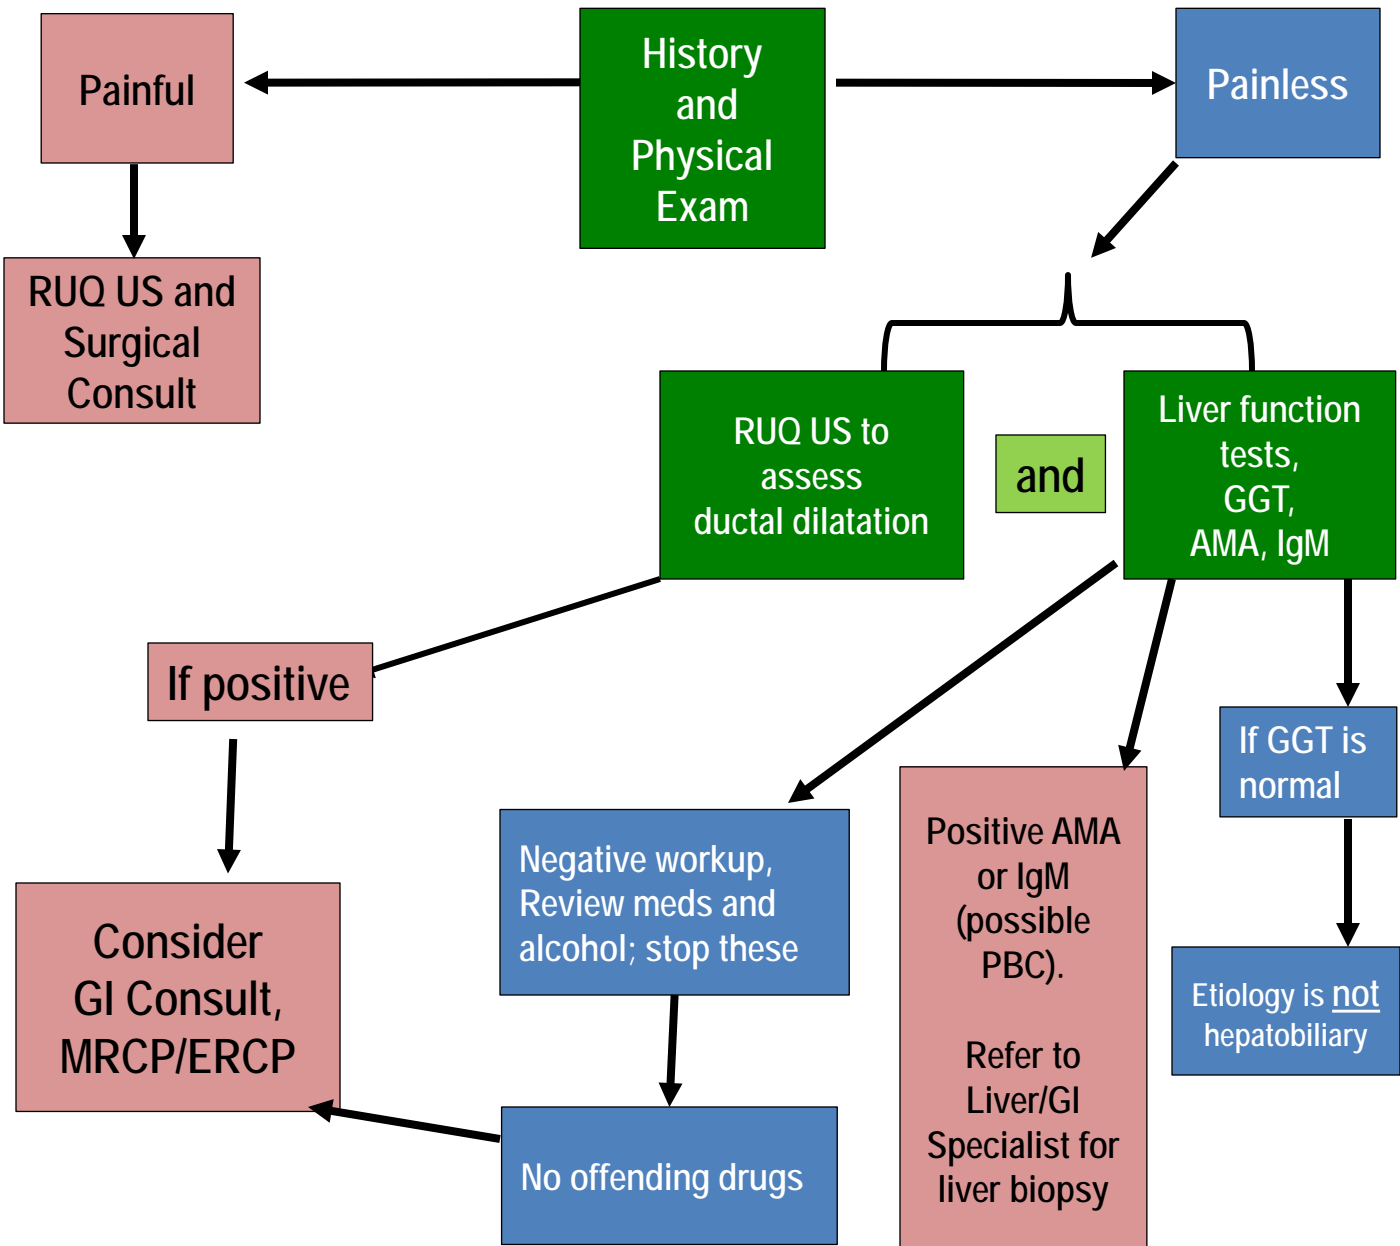 Painful
History
and
Physical
Exam
Painless
RUQ US and
Surgical
Consult
RUQ US to
assess
ductal dilatation
and
Liver function
tests,
GGT,
AMA, IgM
If positive
If GGT is
normal
Consider
GI Consult,
MRCP/ERCP
Negative workup,
Review meds and
alcohol; stop these
Positive AMA
or IgM
(possible
PBC).
Refer to
Liver/GI
Specialist for
liver biopsy
Etiology is not
hepatobiliary
No offending drugs